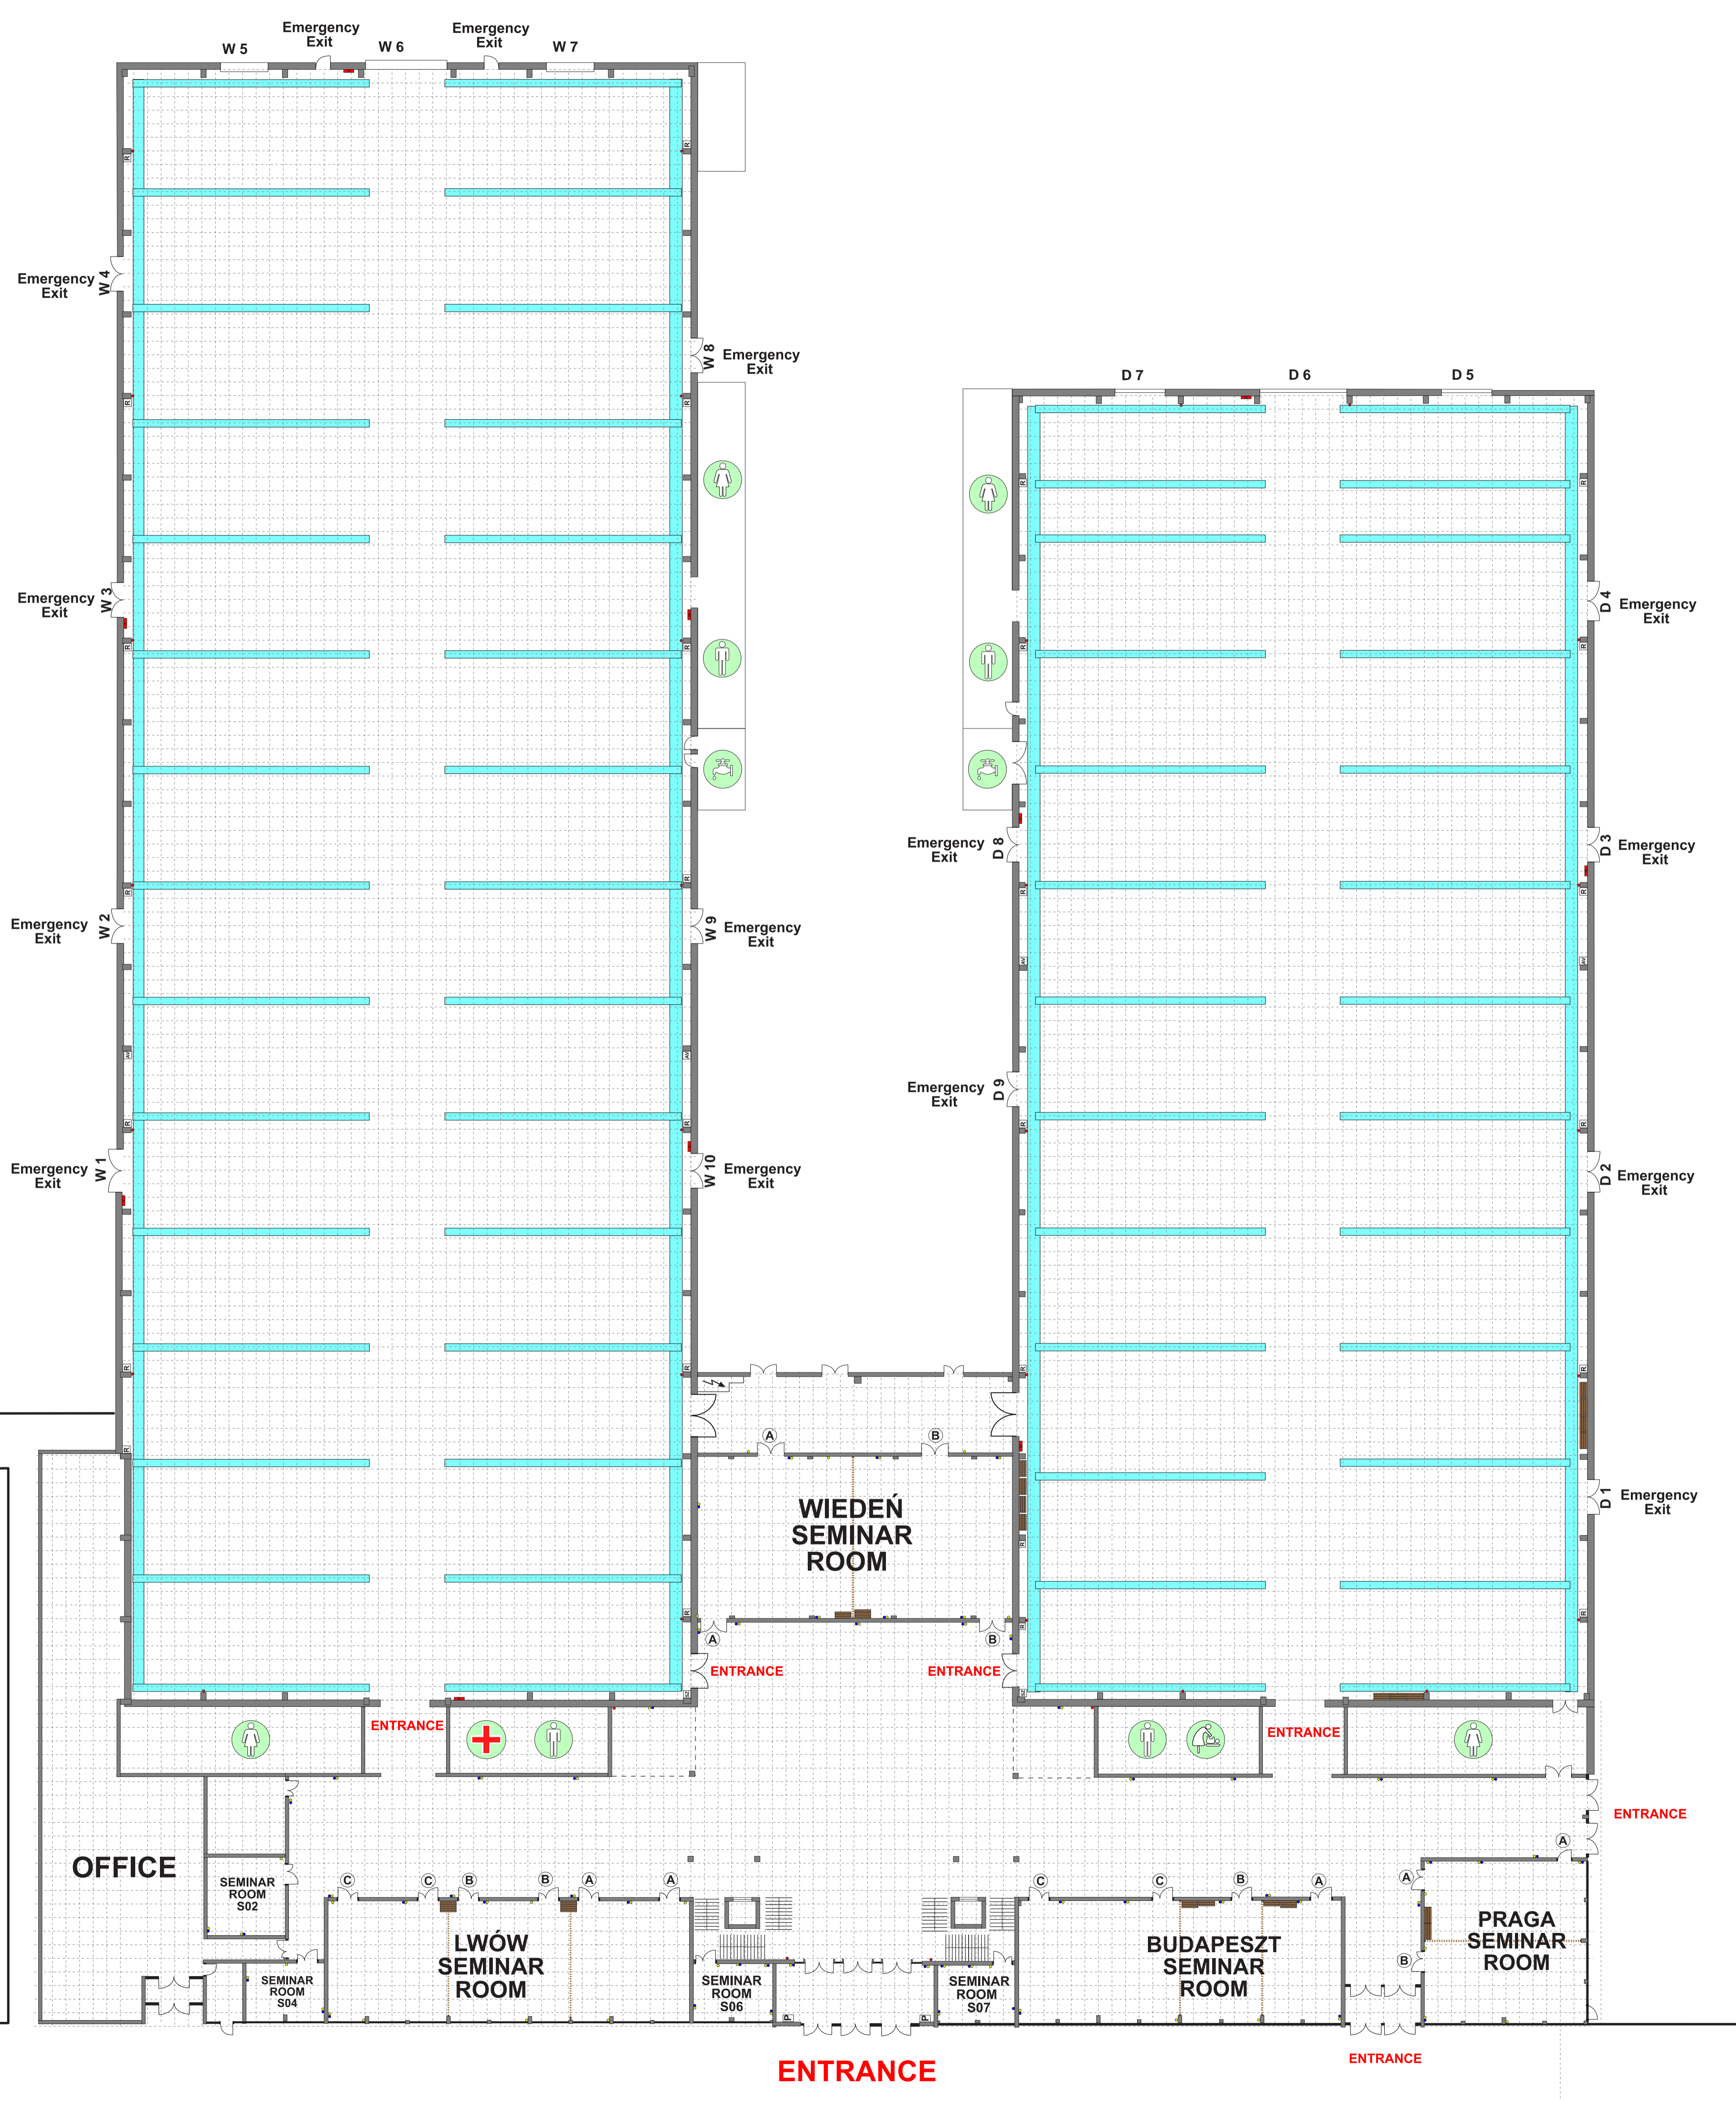 Emergency
Exit
Emergency
Exit
W 5
W 6
W 7
R
R
Emergency
Exit
W 4
W 8
Emergency
Exit
D 7
D 6
D 5
R
R
R
R
Emergency
Exit
W 3
D 4
Emergency
Exit
R
R
R
R
Emergency
Exit
D 8
D 3
Emergency
Exit
R
R
R
R
Emergency
Exit
W 2
W 9
Emergency
Exit
AV
AV
AV
AV
Emergency
Exit
D 9
R
R
R
R
Emergency
Exit
W 1
W 10
Emergency
Exit
D 2
Emergency
Exit
R
R
R
R
A
B
R
D 1
Emergency
Exit
WIEDEŃ
SEMINAR
ROOM
R
R
R
R
A
B
ENTRANCE
ENTRANCE
ENTRANCE
ENTRANCE
ENTRANCE
OFFICE
SEMINAR
ROOM
S02
C
C
B
B
A
A
C
C
B
A
A
A
B
LWÓW
SEMINAR
ROOM
BUDAPESZT
SEMINAR
ROOM
PRAGA
SEMINAR
ROOM
SEMINAR
ROOM
S04
SEMINAR
ROOM
S06
SEMINAR
ROOM
S07
P
P
ENTRANCE
ENTRANCE